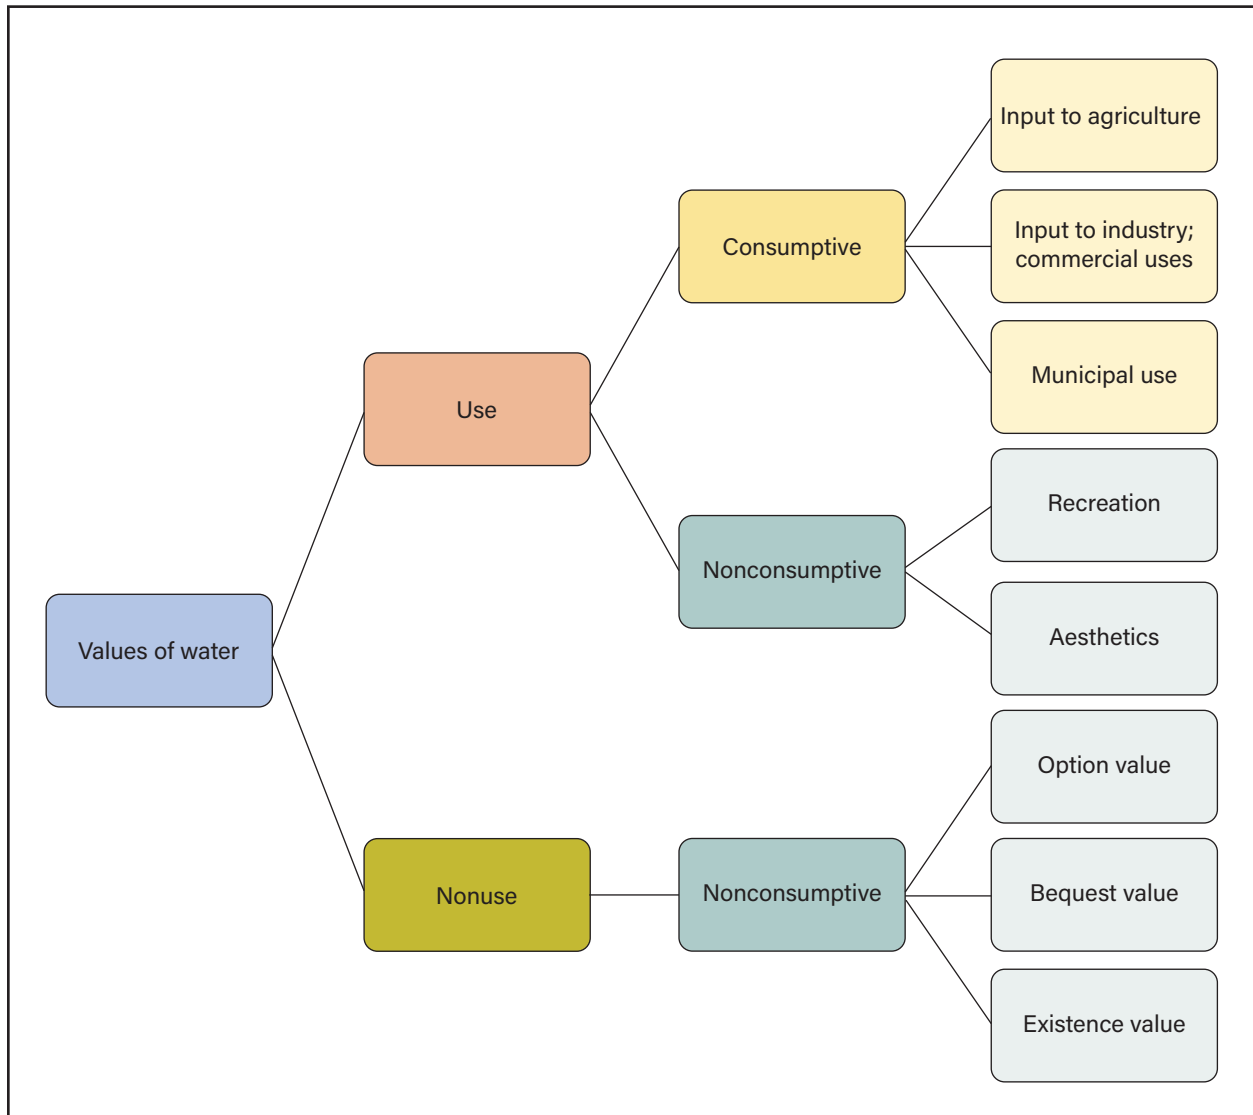 Values of water
Use
Nonuse
Consumptive
Nonconsumptive
Nonconsumptive
Input to agriculture
Input to industry;
commercial uses
Municipal use
Recreation
Aesthetics
Option value
Bequest value
Existence value